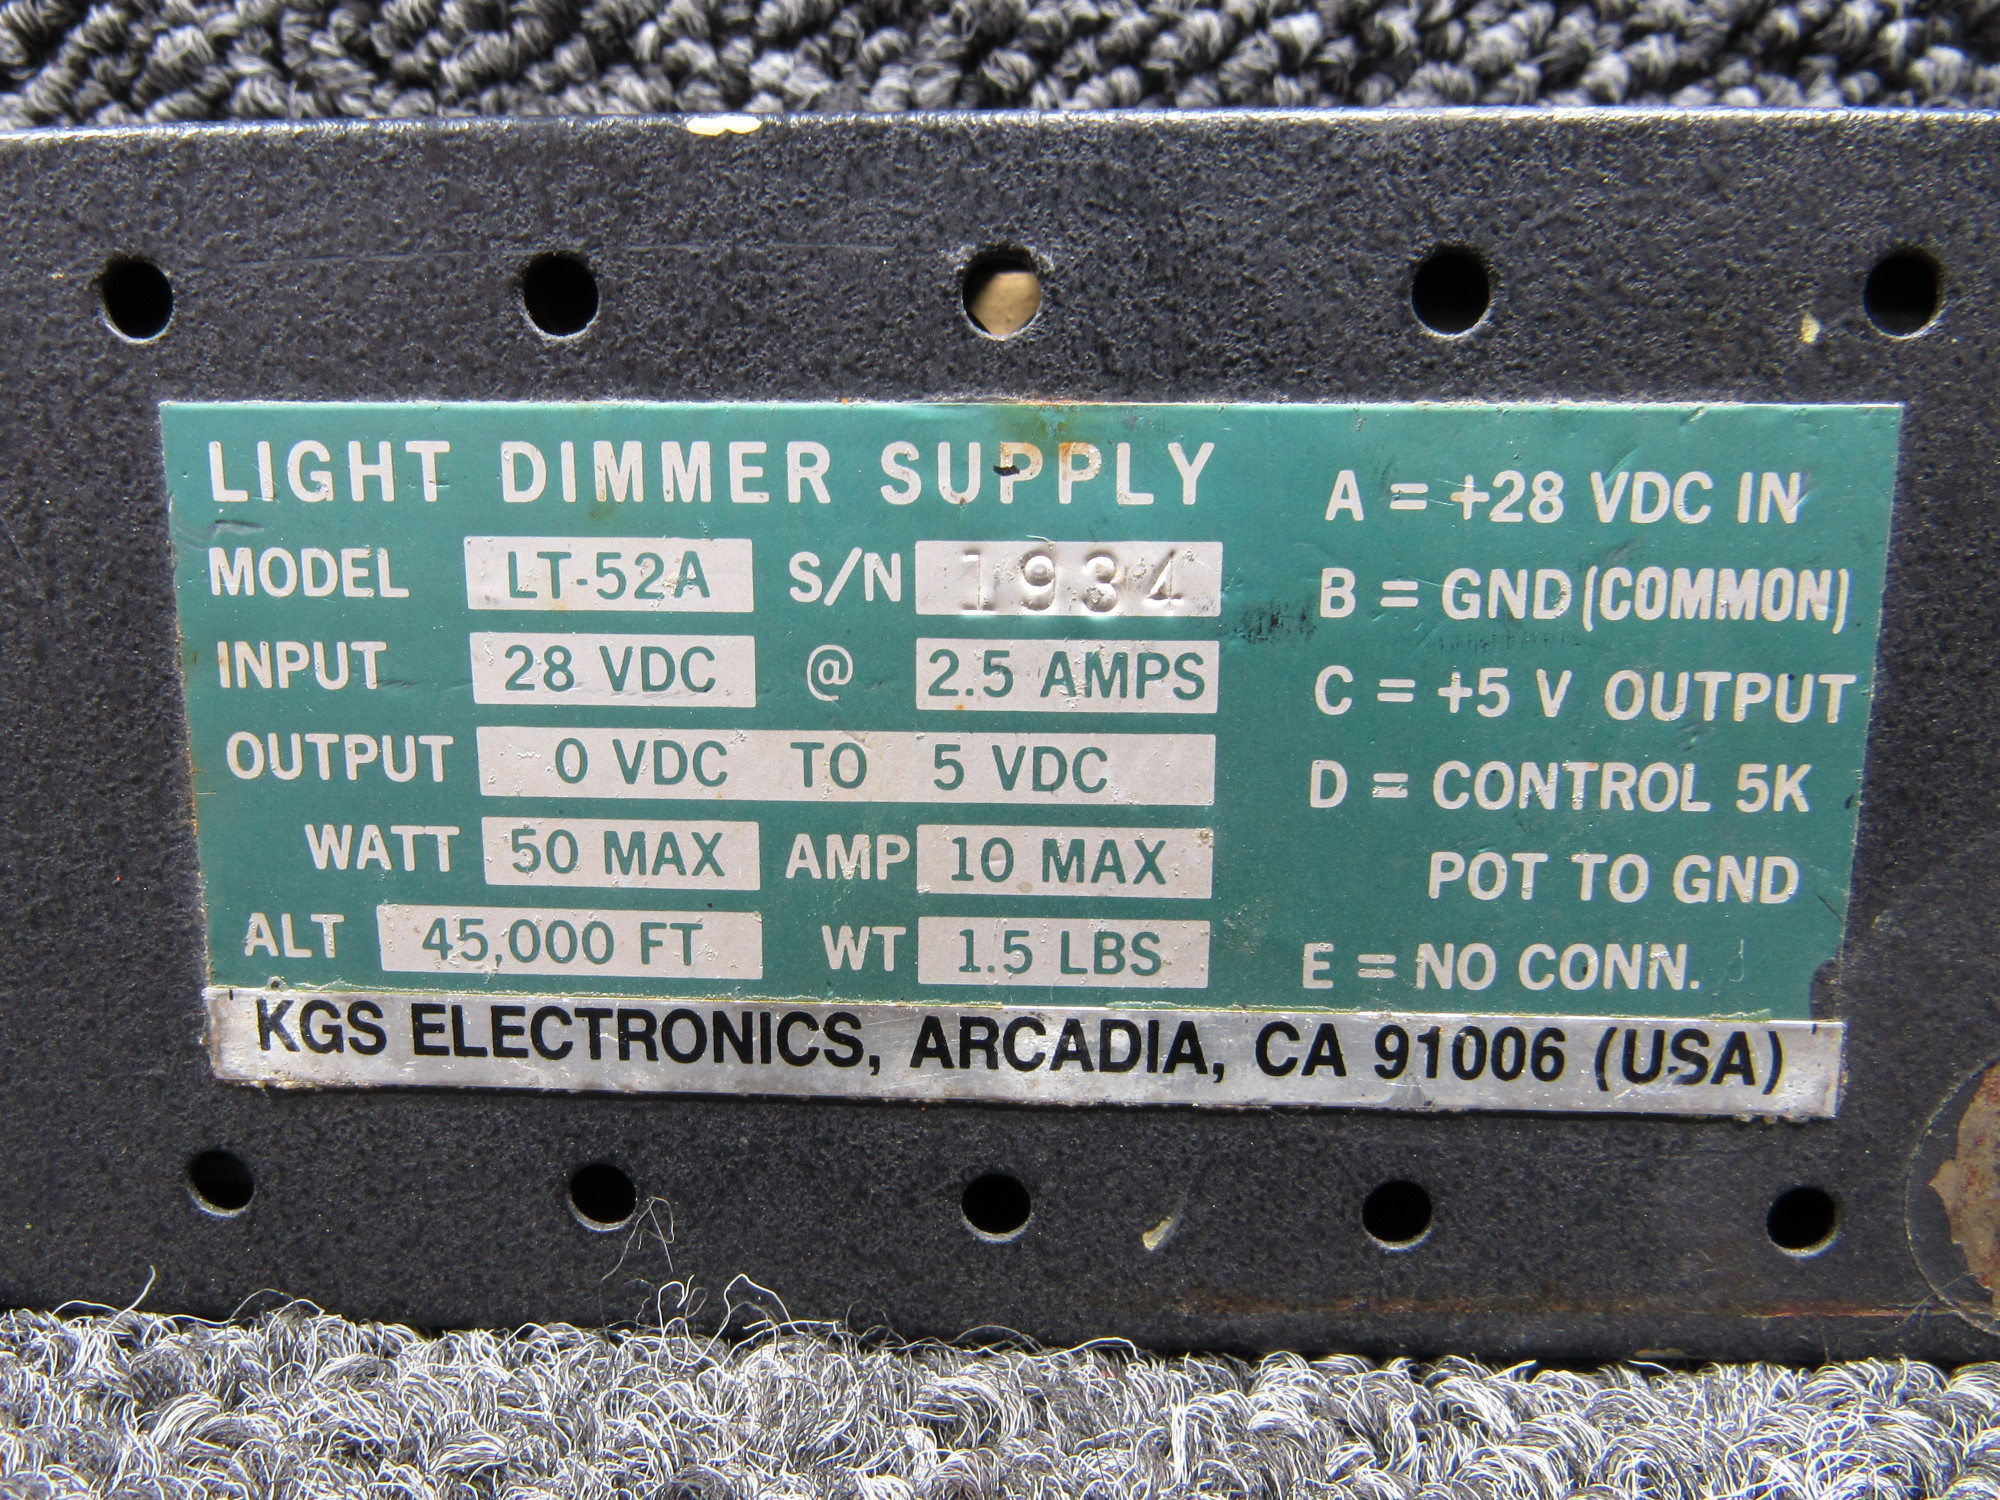 LIGHT DIMMER SUPPLY
MODEL LT-52A S/N 1934
INPUT 28 VDC @ 2.5 AMPS
OUTPUT 0 VDC TO 5 VDC
WATT 50 MAX AMP 10 MAX
ALT 45,000 FT WT 1.5 LBS
A = +28 VDC IN
B = GND (COMMON)
C = +5 V OUTPUT
D = CONTROL 5K
POT TO GND
E = NO CONN.
KGS ELECTRONICS, ARCADIA, CA 91006 (USA)